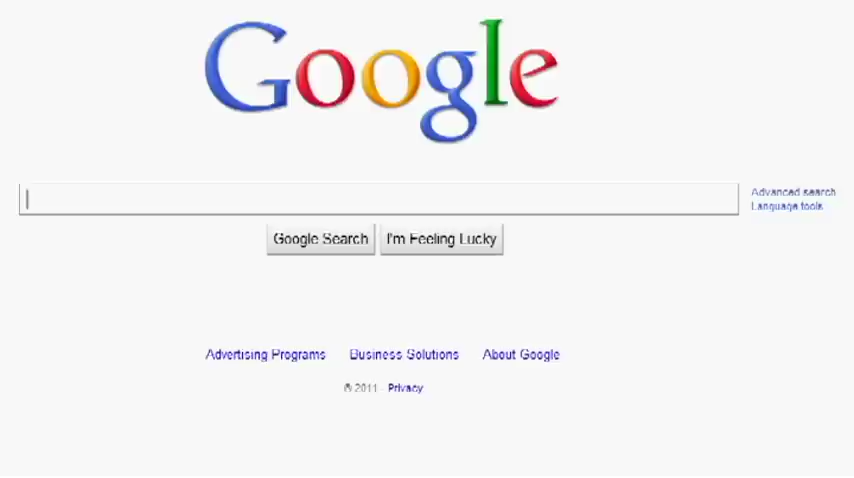 Google
Advanced search
Language tools
Google Search I'm Feeling Lucky
Advertising Programs Business Solutions About Google
© 2011 - Privacy